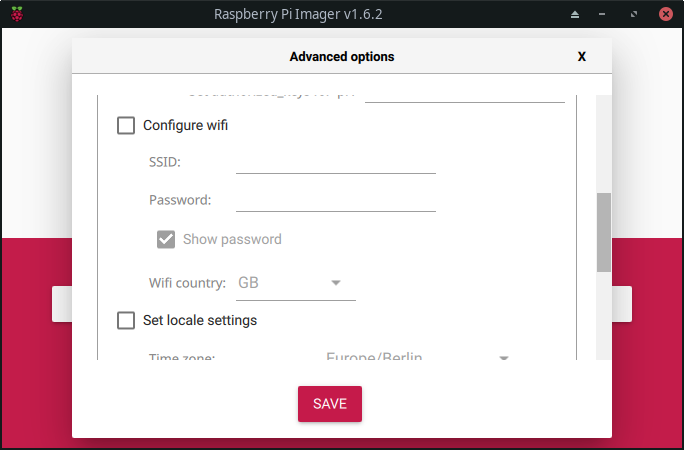 Raspberry Pi Imager v1.6.2
Advanced options X
Configure wifi
SSID:
Password:
Show password
Wifi country: GB
Set locale settings
Time zone: Europe/Berlin
SAVE